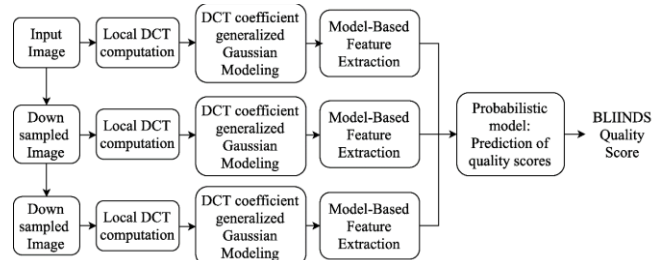 Input
Image
Local DCT
computation
DCT coefficient
generalized
Gaussian
Modeling
Model-Based
Feature
Extraction
Down
sampled
Image
Local DCT
computation
DCT coefficient
generalized
Gaussian
Modeling
Model-Based
Feature
Extraction
Probabilistic
model:
Prediction of
quality scores
BLIINDS
Quality
Score
Down
sampled
Image
Local DCT
computation
DCT coefficient
generalized
Gaussian
Modeling
Model-Based
Feature
Extraction